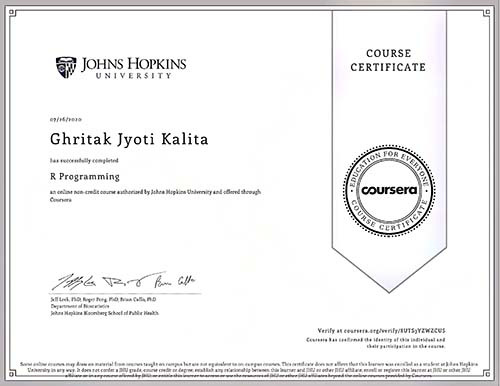 JOHNS HOPKINS
UNIVERSITY
COURSE
CERTIFICATE
07/26/2020
Ghritak Jyoti Kalita
has successfully completed
R Programming
an online non-credit course authorized by Johns Hopkins University and offered through
Coursera
EDUCATION FOR EVERYONE
coursera
COURSE CERTIFICATE
Jeff Leek, PhD; Roger Peng, PhD; Brian Caffo, PhD
Department of Biostatistics
Johns Hopkins Bloomberg School of Public Health
Verify at coursera.org/verify/8UTS3YZWZCUS
Coursera has confirmed the identity of this individual and
their participation in the course.
Some online courses may draw on material from courses taught on campus but are not equivalent to on-campus courses. This certificate does not affirm that this learner was enrolled as a student at Johns Hopkins
University in any way. It does not confer a JHU grade, course credit or degree, establish any relationship between this learner and JHU or other JHU affiliate, enroll or register this learner at JHU or other JHU